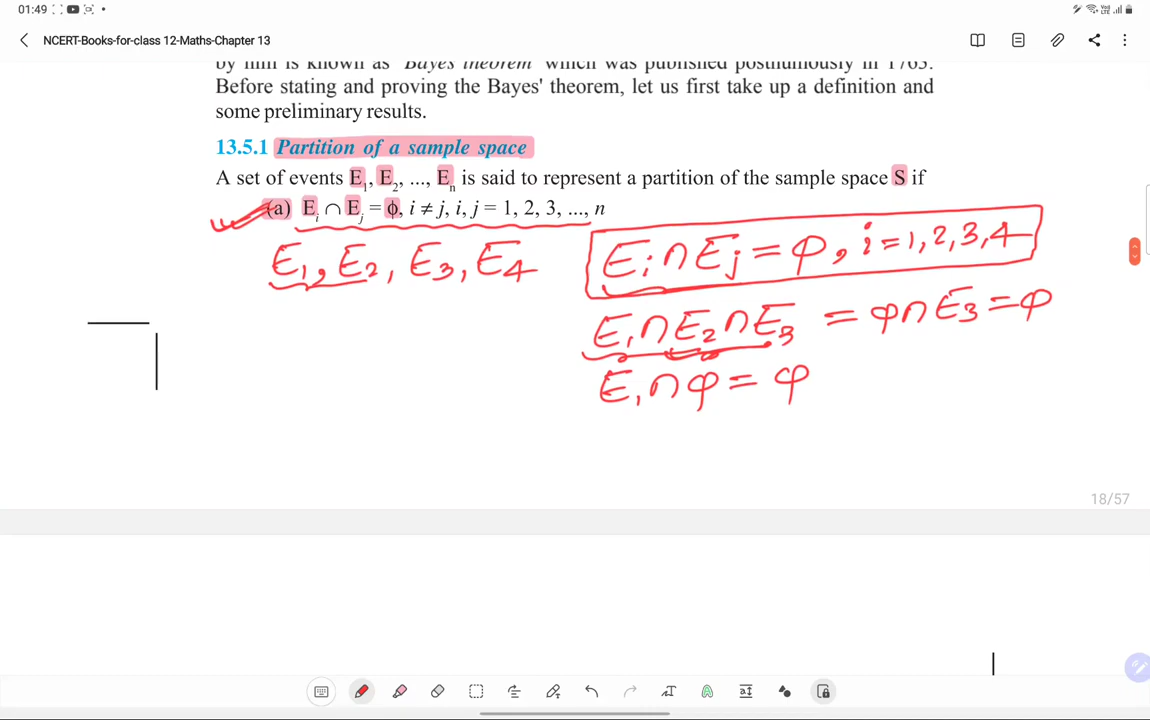 01:49
NCERT-Books-for-class 12-Maths-Chapter 13
by him is known as 'Bayes theorem' which was published posthumously in 1763.
Before stating and proving the Bayes' theorem, let us first take up a definition and
some preliminary results.
13.5.1 Partition of a sample space
A set of events E₁, E₂, ..., Eₙ is said to represent a partition of the sample space S if
(a) Eᵢ ∩ Eⱼ = ϕ, i ≠ j, i, j = 1, 2, 3, ..., n
E₁, E₂, E₃, E₄
Eᵢ ∩ Eⱼ = φ, i = 1, 2, 3, 4
E₁ ∩ E₂ ∩ E₃ = φ ∩ E₃ = φ
E₁ ∩ φ = φ
18/57